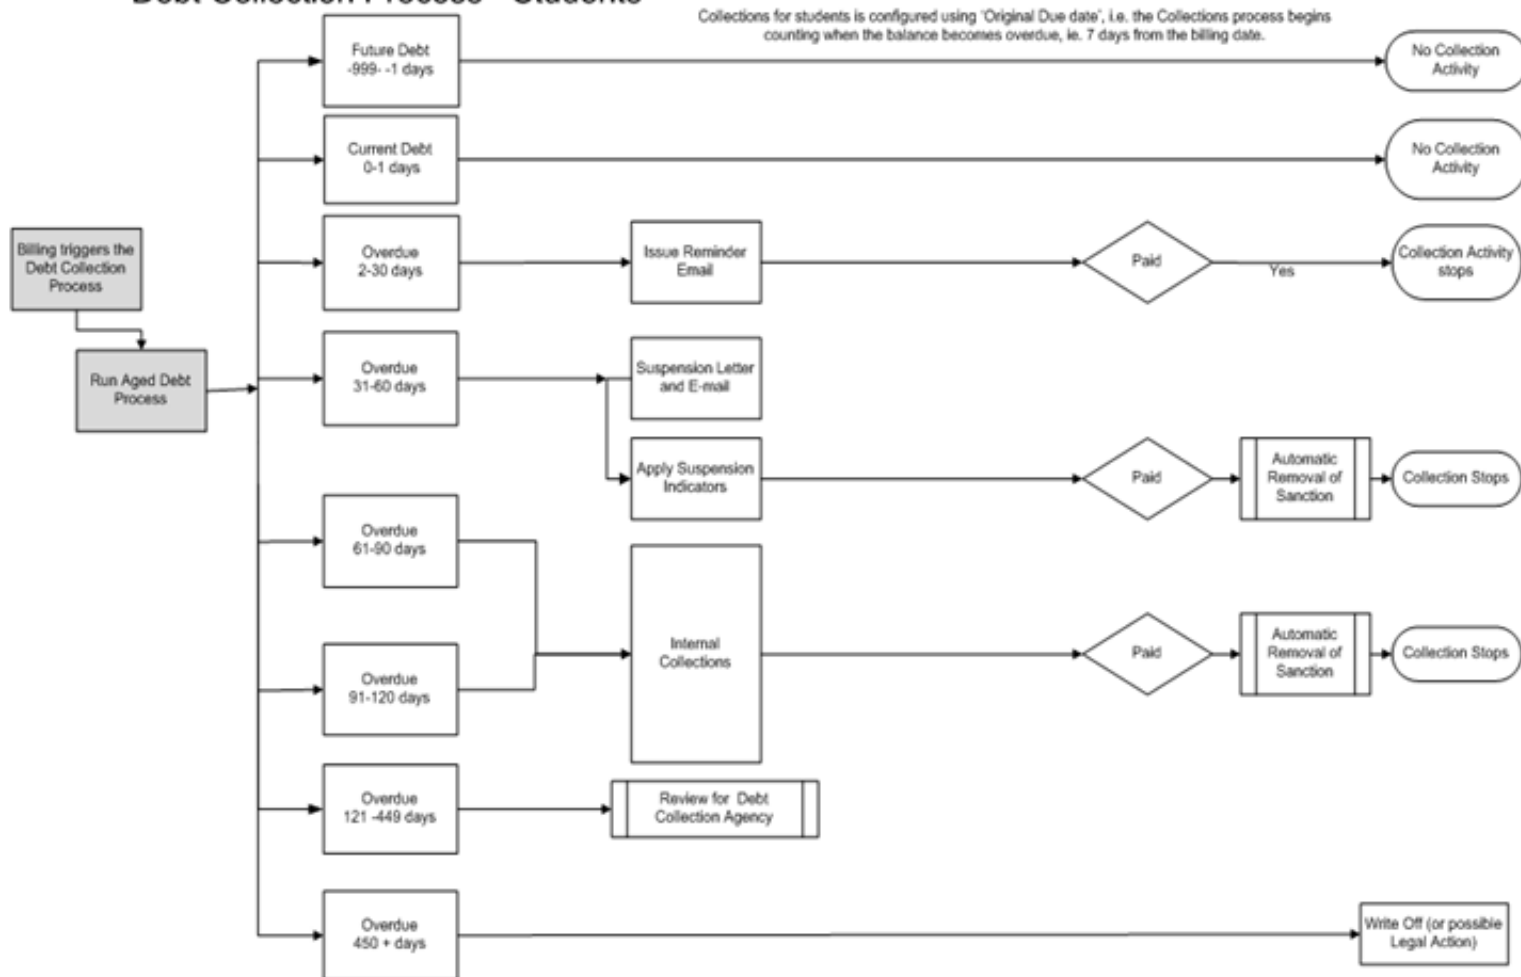 Debt Collection Process - Students
Collections for students is configured using 'Original Due date', i.e. the Collections process begins
counting when the balance becomes overdue, ie. 7 days from the billing date.
Future Debt
-999- -1 days
No Collection
Activity
Current Debt
0-1 days
No Collection
Activity
Billing triggers the
Debt Collection
Process
Overdue
2-30 days
Issue Reminder
Email
Paid
Yes
Collection Activity
stops
Run Aged Debt
Process
Overdue
31-60 days
Suspension Letter
and E-mail
Apply Suspension
Indicators
Paid
Automatic
Removal of
Sanction
Collection Stops
Overdue
61-90 days
Overdue
91-120 days
Internal
Collections
Paid
Automatic
Removal of
Sanction
Collection Stops
Overdue
121 -449 days
Review for Debt
Collection Agency
Overdue
450 + days
Write Off (or possible
Legal Action)